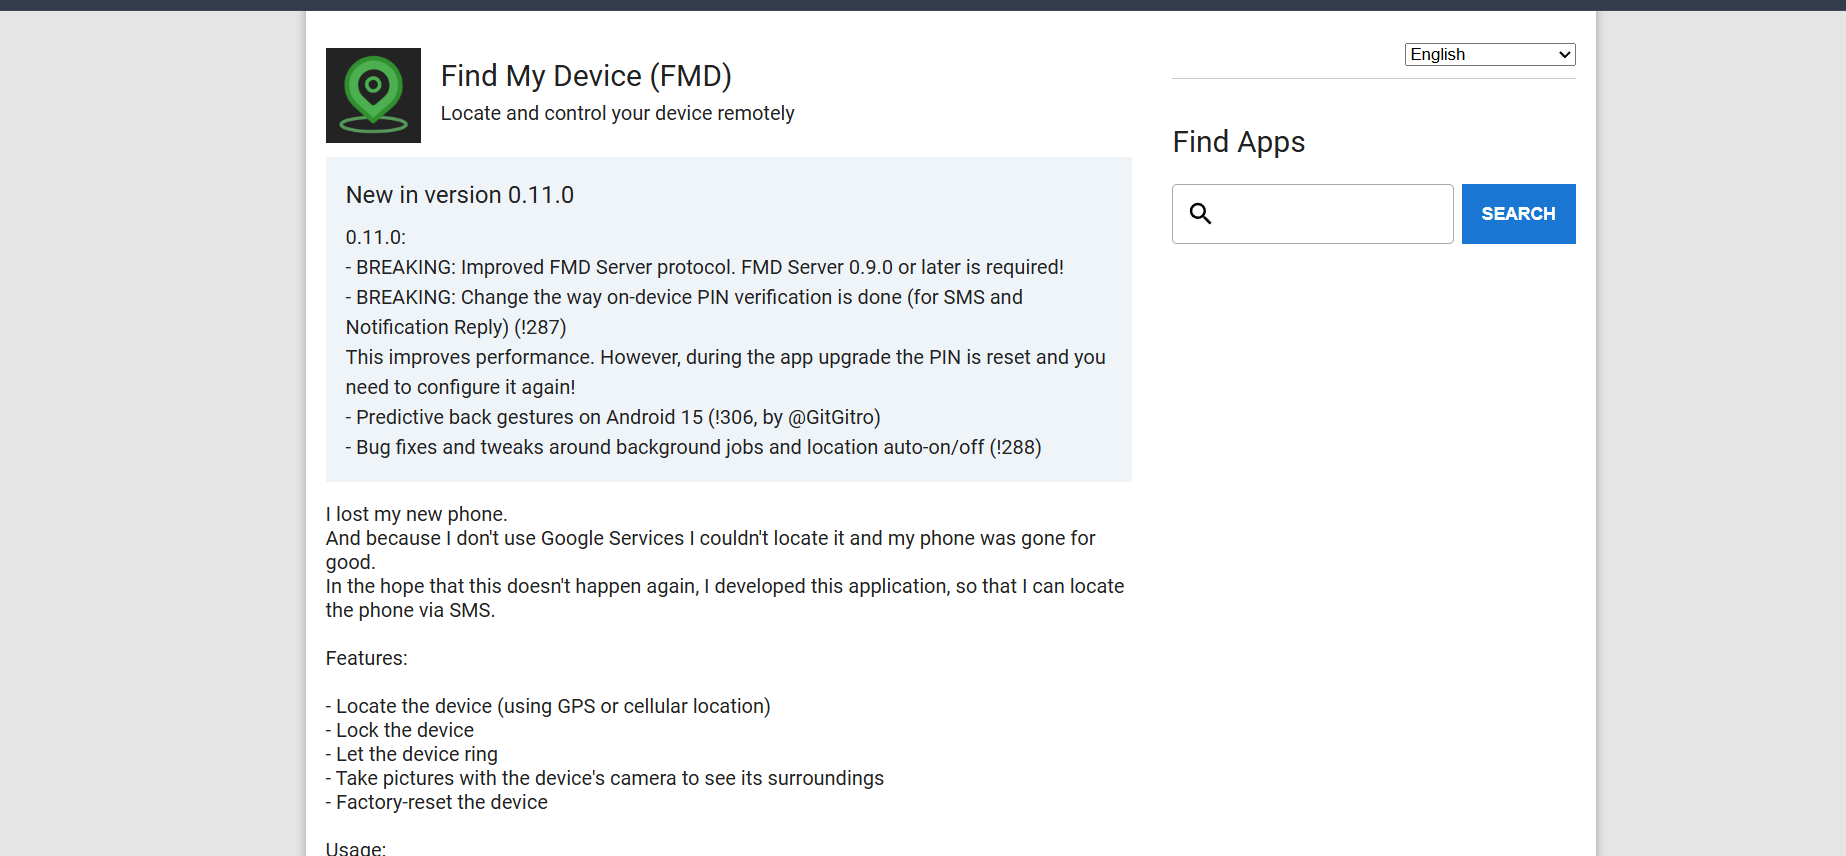 Find My Device (FMD)
Locate and control your device remotely
New in version 0.11.0
0.11.0:
- BREAKING: Improved FMD Server protocol. FMD Server 0.9.0 or later is required!
- BREAKING: Change the way on-device PIN verification is done (for SMS and
Notification Reply) (!287)
This improves performance. However, during the app upgrade the PIN is reset and you
need to configure it again!
- Predictive back gestures on Android 15 (!306, by @GitGitro)
- Bug fixes and tweaks around background jobs and location auto-on/off (!288)
I lost my new phone.
And because I don't use Google Services I couldn't locate it and my phone was gone for
good.
In the hope that this doesn't happen again, I developed this application, so that I can locate
the phone via SMS.
Features:
- Locate the device (using GPS or cellular location)
- Lock the device
- Let the device ring
- Take pictures with the device's camera to see its surroundings
- Factory-reset the device
Usage:
English
Find Apps
SEARCH